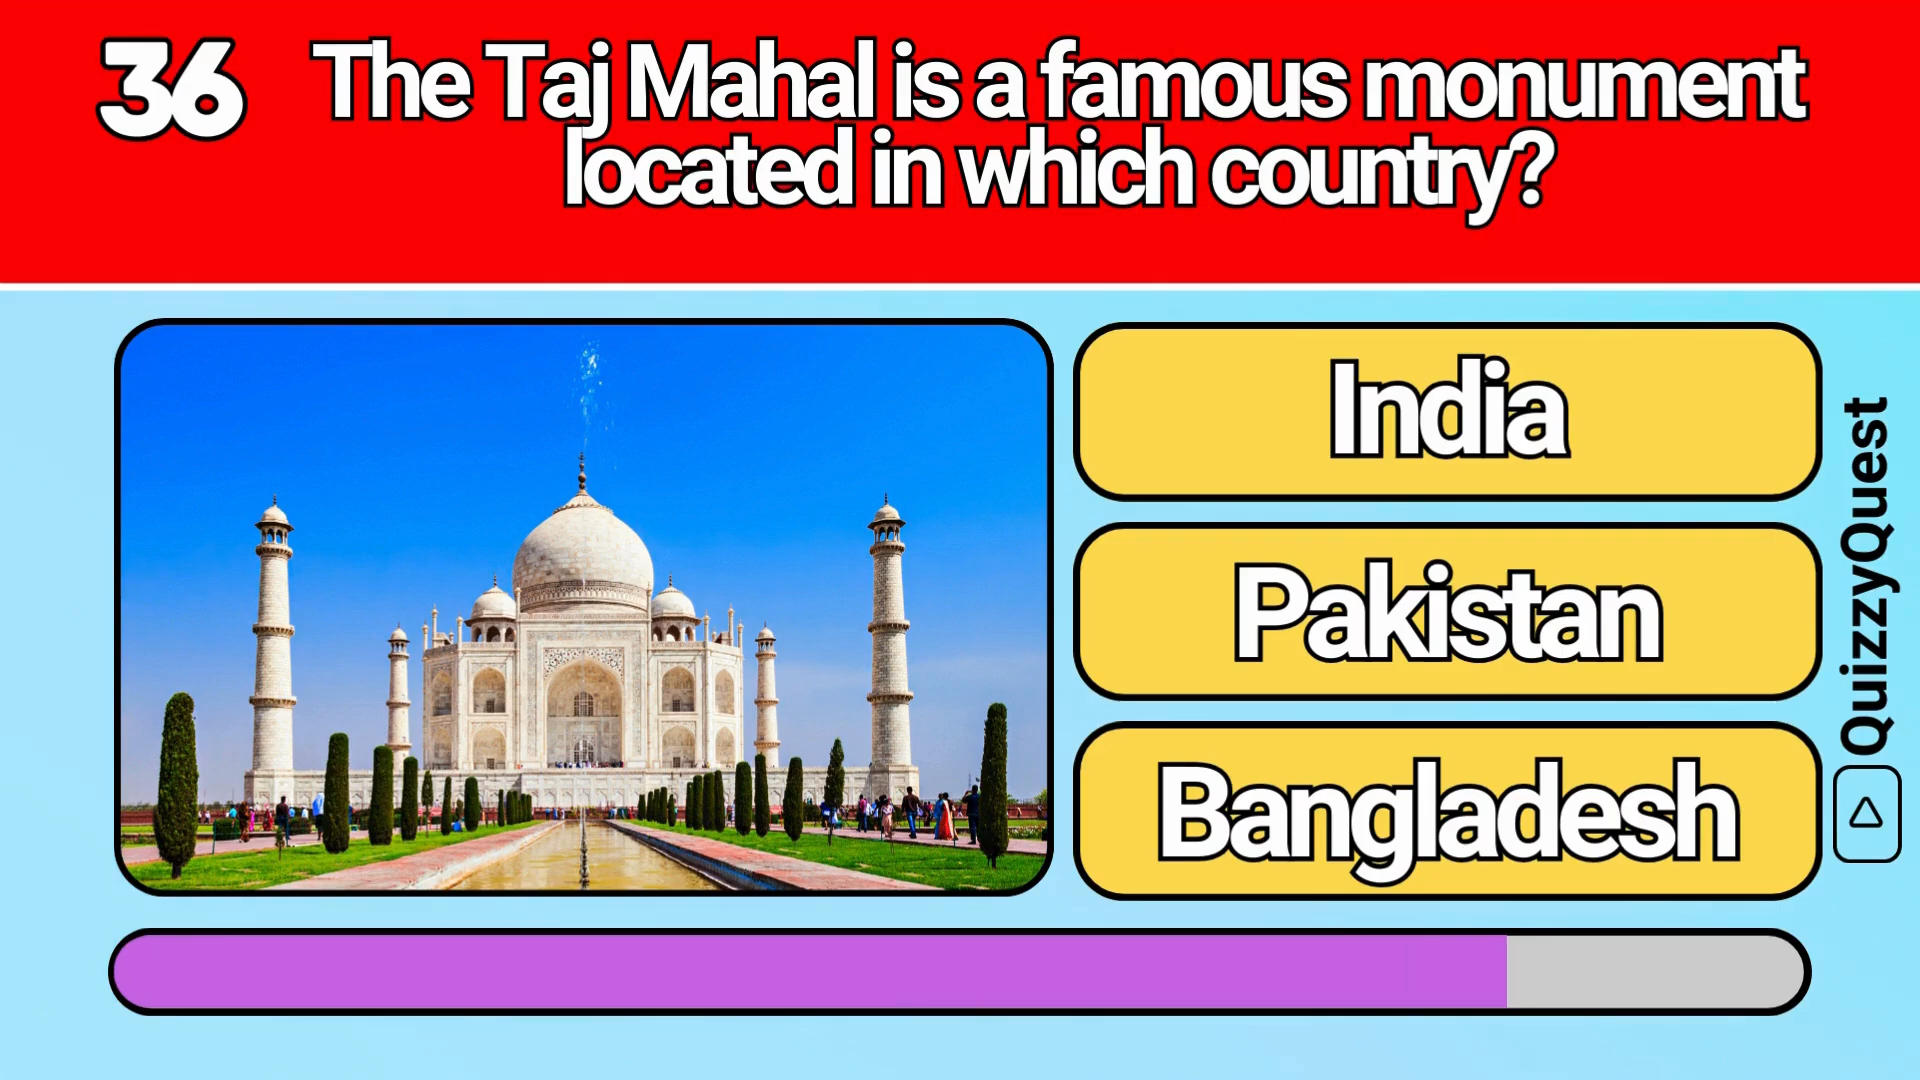 36
The Taj Mahal is a famous monument
located in which country?
India
Pakistan
Bangladesh
QuizzyQuest